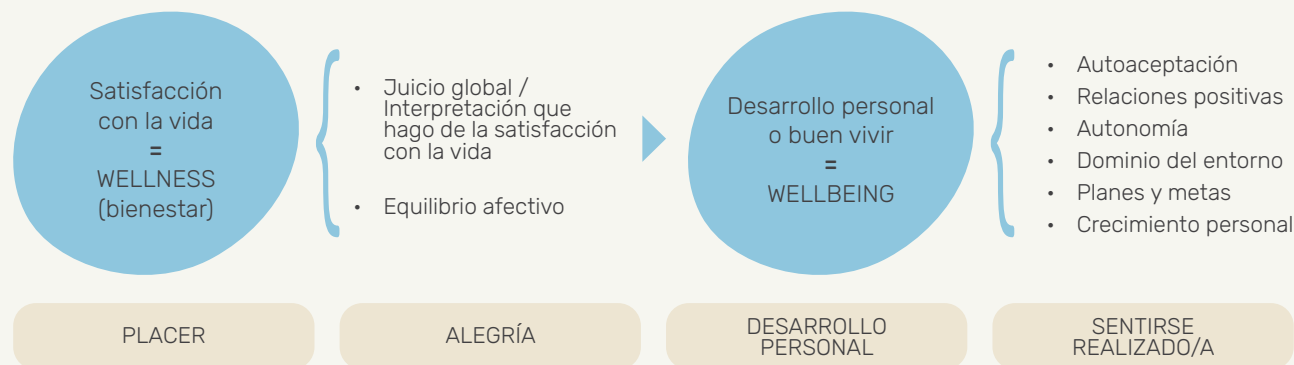 Satisfacción
con la vida
=
WELLNESS
(bienestar)
• Juicio global /
Interpretación que
hago de la satisfacción
con la vida
• Equilibrio afectivo
Desarrollo personal
o buen vivir
=
WELLBEING
• Autoaceptación
• Relaciones positivas
• Autonomía
• Dominio del entorno
• Planes y metas
• Crecimiento personal
PLACER
ALEGRÍA
DESARROLLO
PERSONAL
SENTIRSE
REALIZADO/A